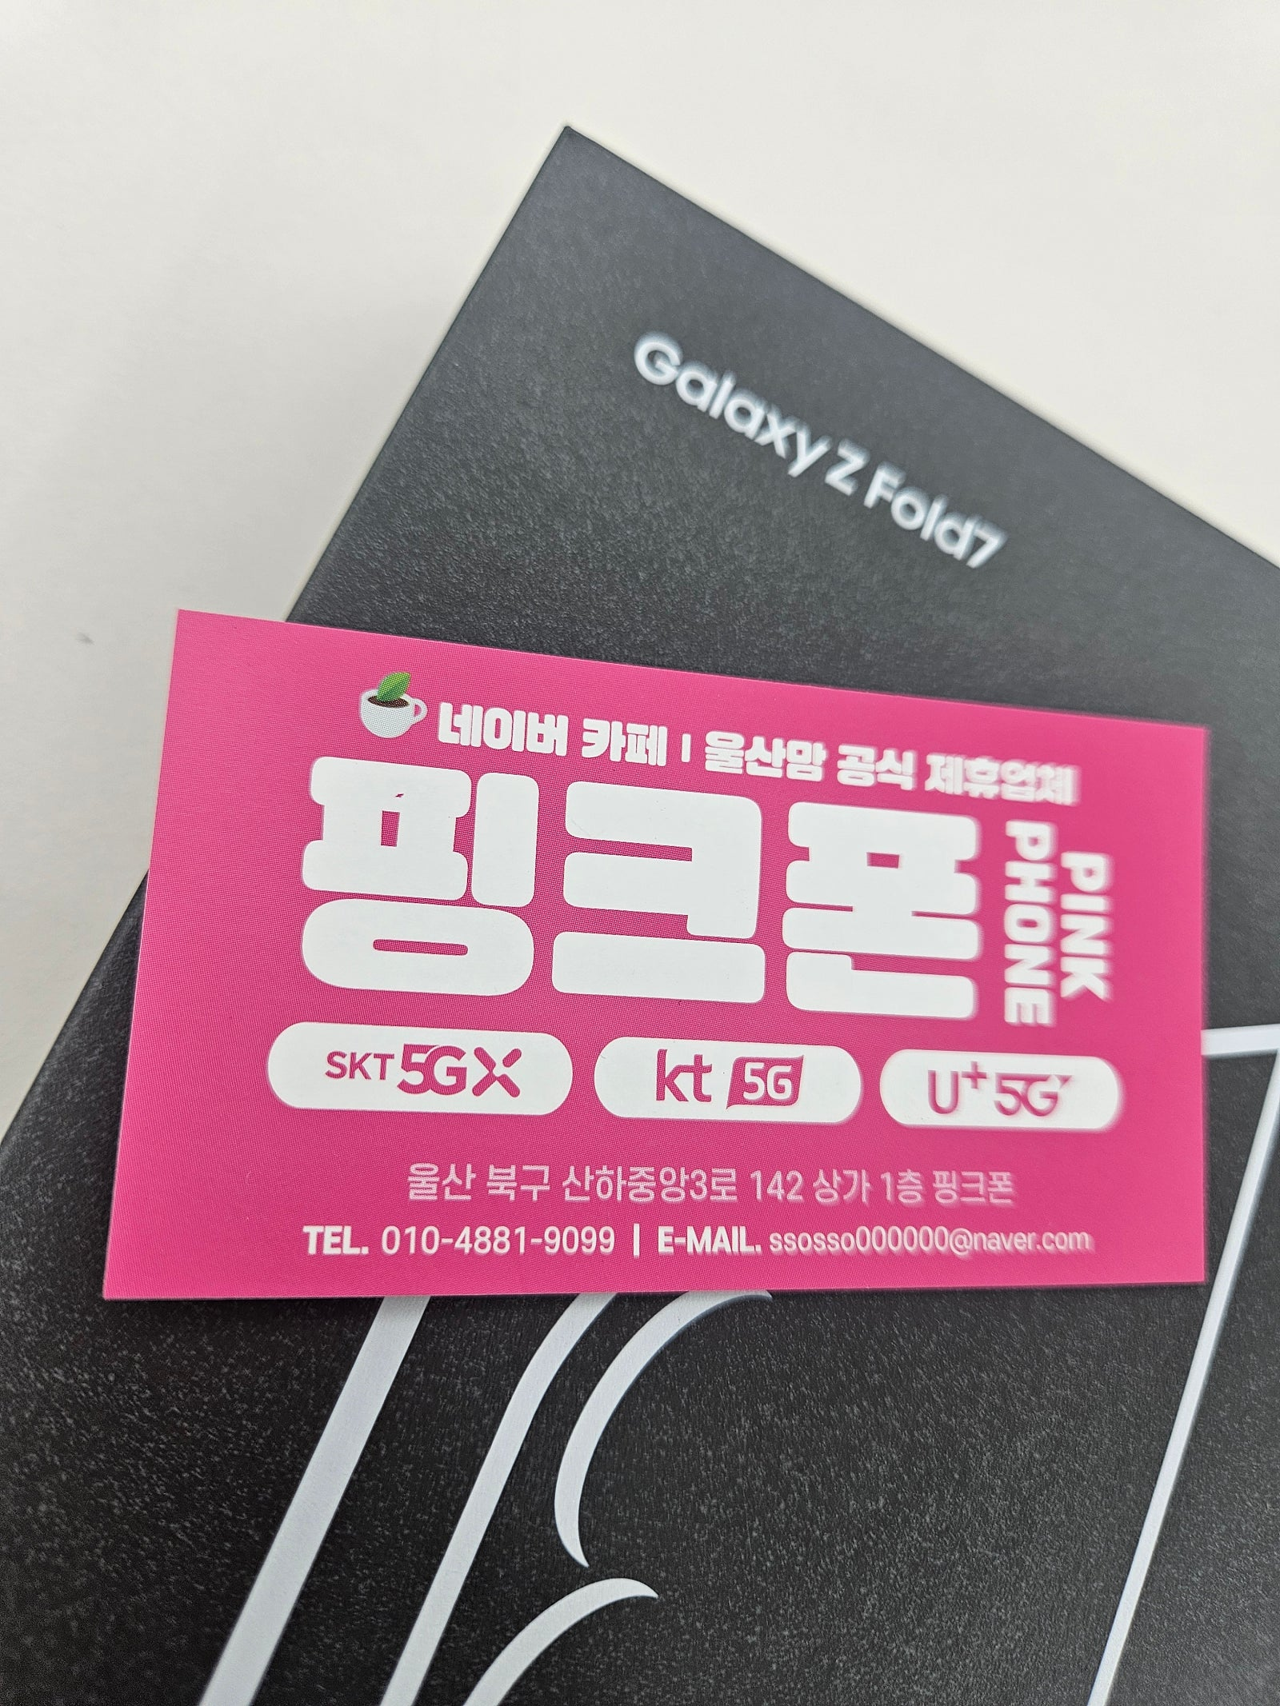 Galaxy Z Fold7
네이버 카페 | 울산맘 공식 제휴업체
핑크폰
PINK
PHONE
SKT 5GX
kt 5G
U+ 5G
울산 북구 산하중앙3로 142 상가 1층 핑크폰
TEL. 010-4881-9099 | E-MAIL. ssosso000000@naver.com